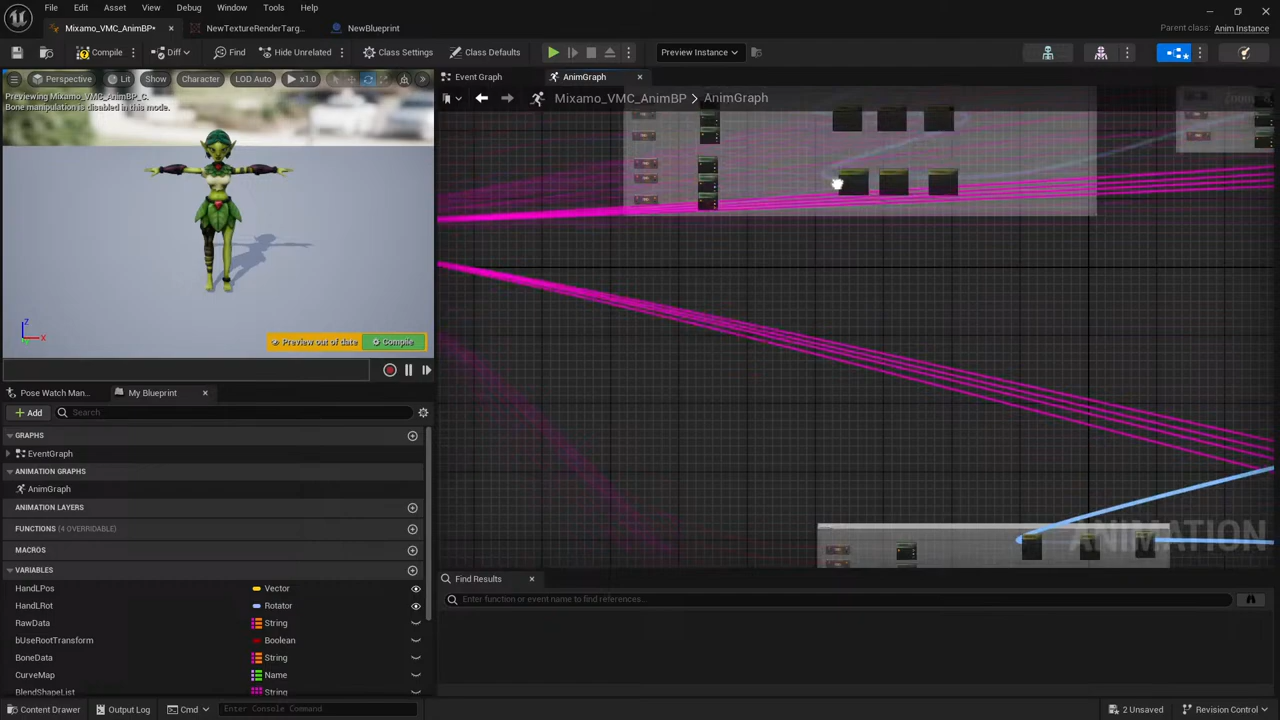 File Edit Asset View Debug Window Tools Help
Mixamo_VMC_AnimBP* NewTextureRenderTarg... NewBlueprint Parent class: Anim Instance
Compile Diff Find Hide Unrelated Class Settings Class Defaults Preview Instance
Perspective Lit Show Character LOD Auto x1.0
Previewing Mixamo_VMC_AnimBP_C.
Bone manipulation is disabled in this mode.
Z
X
Preview out of date Compile
Event Graph AnimGraph
Mixamo_VMC_AnimBP > AnimGraph
ANIMATION
Pose Watch Man... My Blueprint
Add Search
GRAPHS
EventGraph
ANIMATION GRAPHS
AnimGraph
ANIMATION LAYERS
FUNCTIONS (4 OVERRIDABLE)
MACROS
VARIABLES
HandLPos Vector
HandLRot Rotator
RawData String
bUseRootTransform Boolean
BoneData String
CurveMap Name
BlendShapeList String
Find Results
Enter function or event name to find references...
Content Drawer Output Log Cmd Enter Console Command 2 Unsaved Revision Control